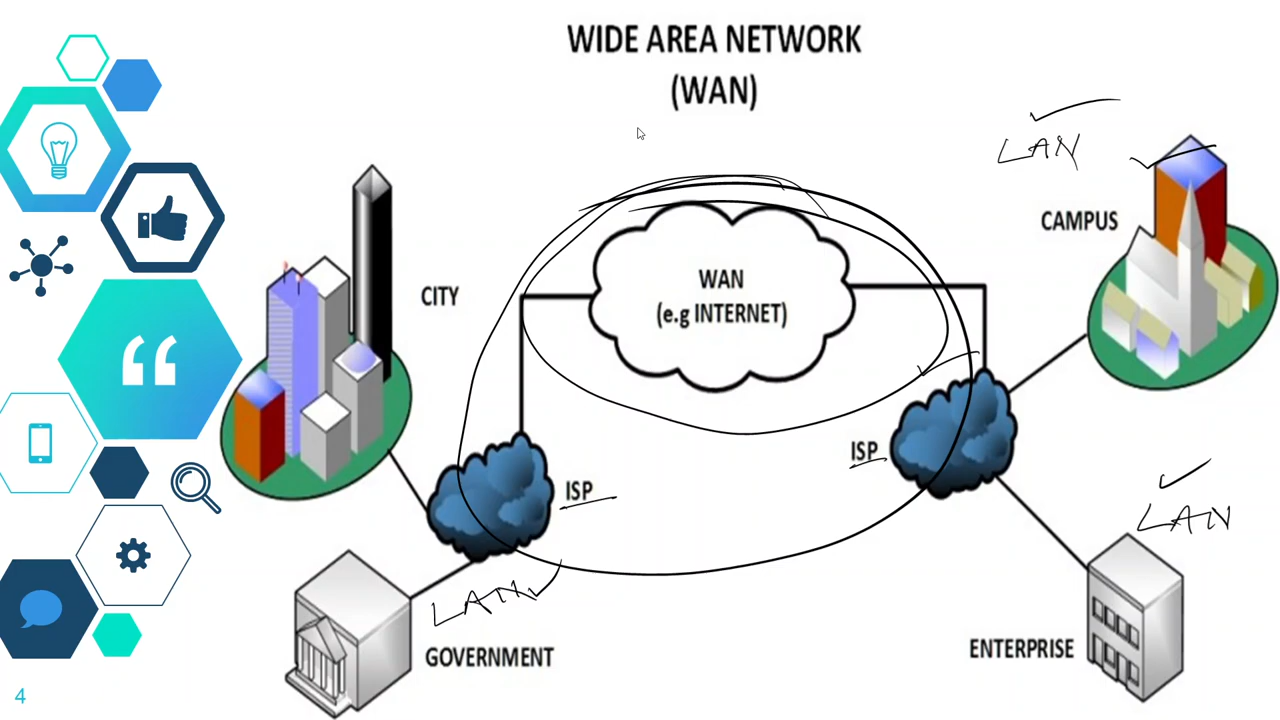 WIDE AREA NETWORK
(WAN)
LAN
CAMPUS
CITY
WAN
(e.g INTERNET)
ISP
ISP
LAN
LAN
GOVERNMENT
ENTERPRISE
4